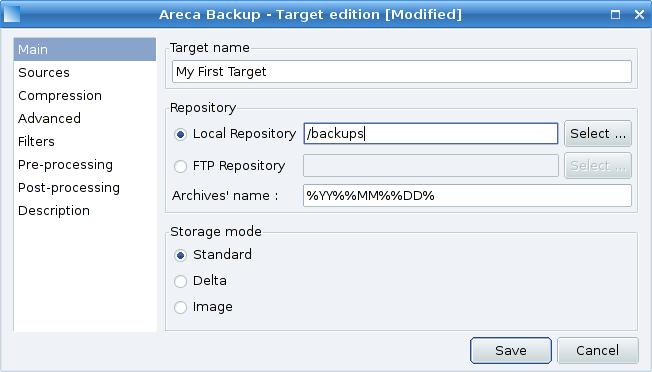 Areca Backup - Target edition [Modified]
Main
Sources
Compression
Advanced
Filters
Pre-processing
Post-processing
Description
Target name
My First Target
Repository
Local Repository /backups Select ...
FTP Repository Select ...
Archives' name : %YY%%MM%%DD%
Storage mode
Standard
Delta
Image
Save Cancel